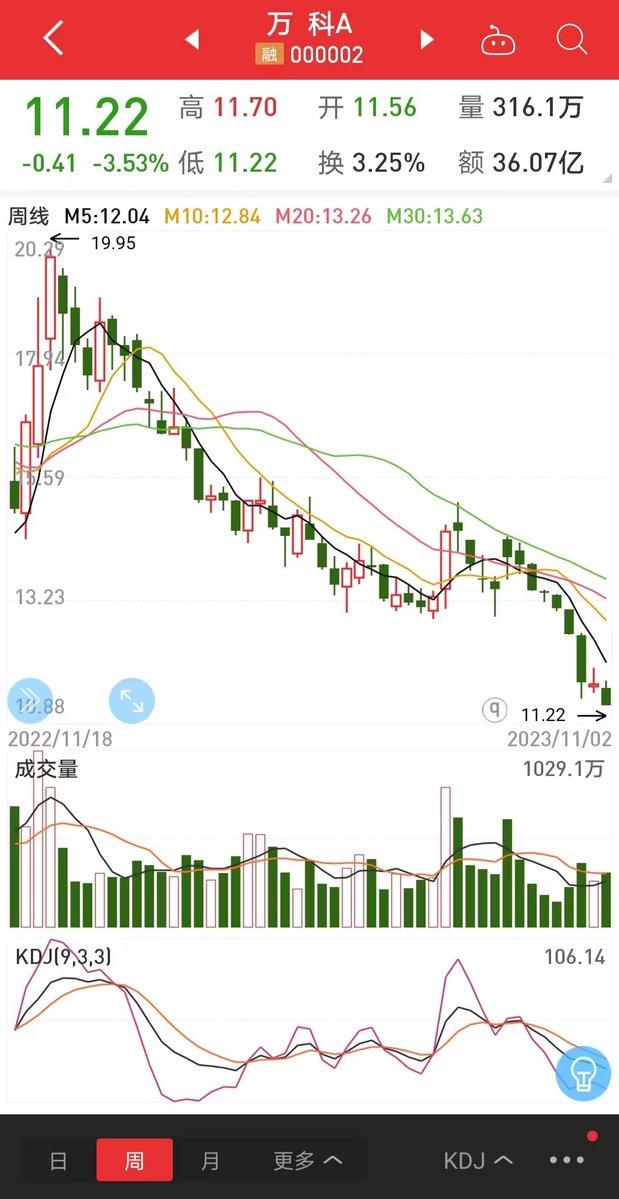 万 科A
融 000002
11.22 高 11.70 开 11.56 量 316.1万
-0.41 -3.53% 低 11.22 换 3.25% 额 36.07亿
周线 M5:12.04 M10:12.84 M20:13.26 M30:13.63
20.29 19.95
17.94
15.59
13.23
10.88
q 11.22
2022/11/18 2023/11/02
成交量 1029.1万
KDJ(9,3,3) 106.14
日 周 月 更多 KDJ